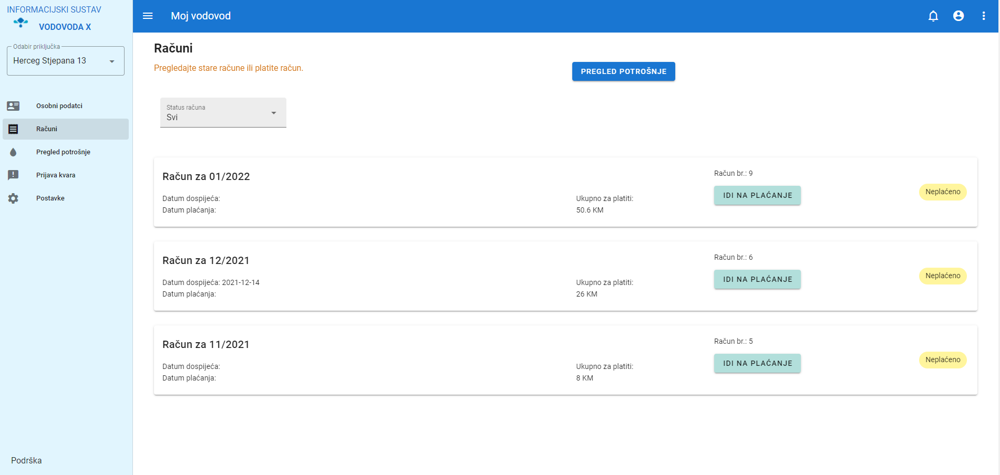 INFORMACIJSKI SUSTAV
VODOVODA X
Odabir priključka
Herceg Stjepana 13
Osobni podatci
Računi
Pregled potrošnje
Prijava kvara
Postavke
Podrška
Moj vodovod
Računi
Pregledajte stare račune ili platite račun.
PREGLED POTROŠNJE
Status računa
Svi
Račun za 01/2022
Datum dospijeća:
Datum plaćanja:
Ukupno za platiti:
50.6 KM
Račun br.: 9
IDI NA PLAĆANJE
Neplaćeno
Račun za 12/2021
Datum dospijeća: 2021-12-14
Datum plaćanja:
Ukupno za platiti:
26 KM
Račun br.: 6
IDI NA PLAĆANJE
Neplaćeno
Račun za 11/2021
Datum dospijeća:
Datum plaćanja:
Ukupno za platiti:
8 KM
Račun br.: 5
IDI NA PLAĆANJE
Neplaćeno